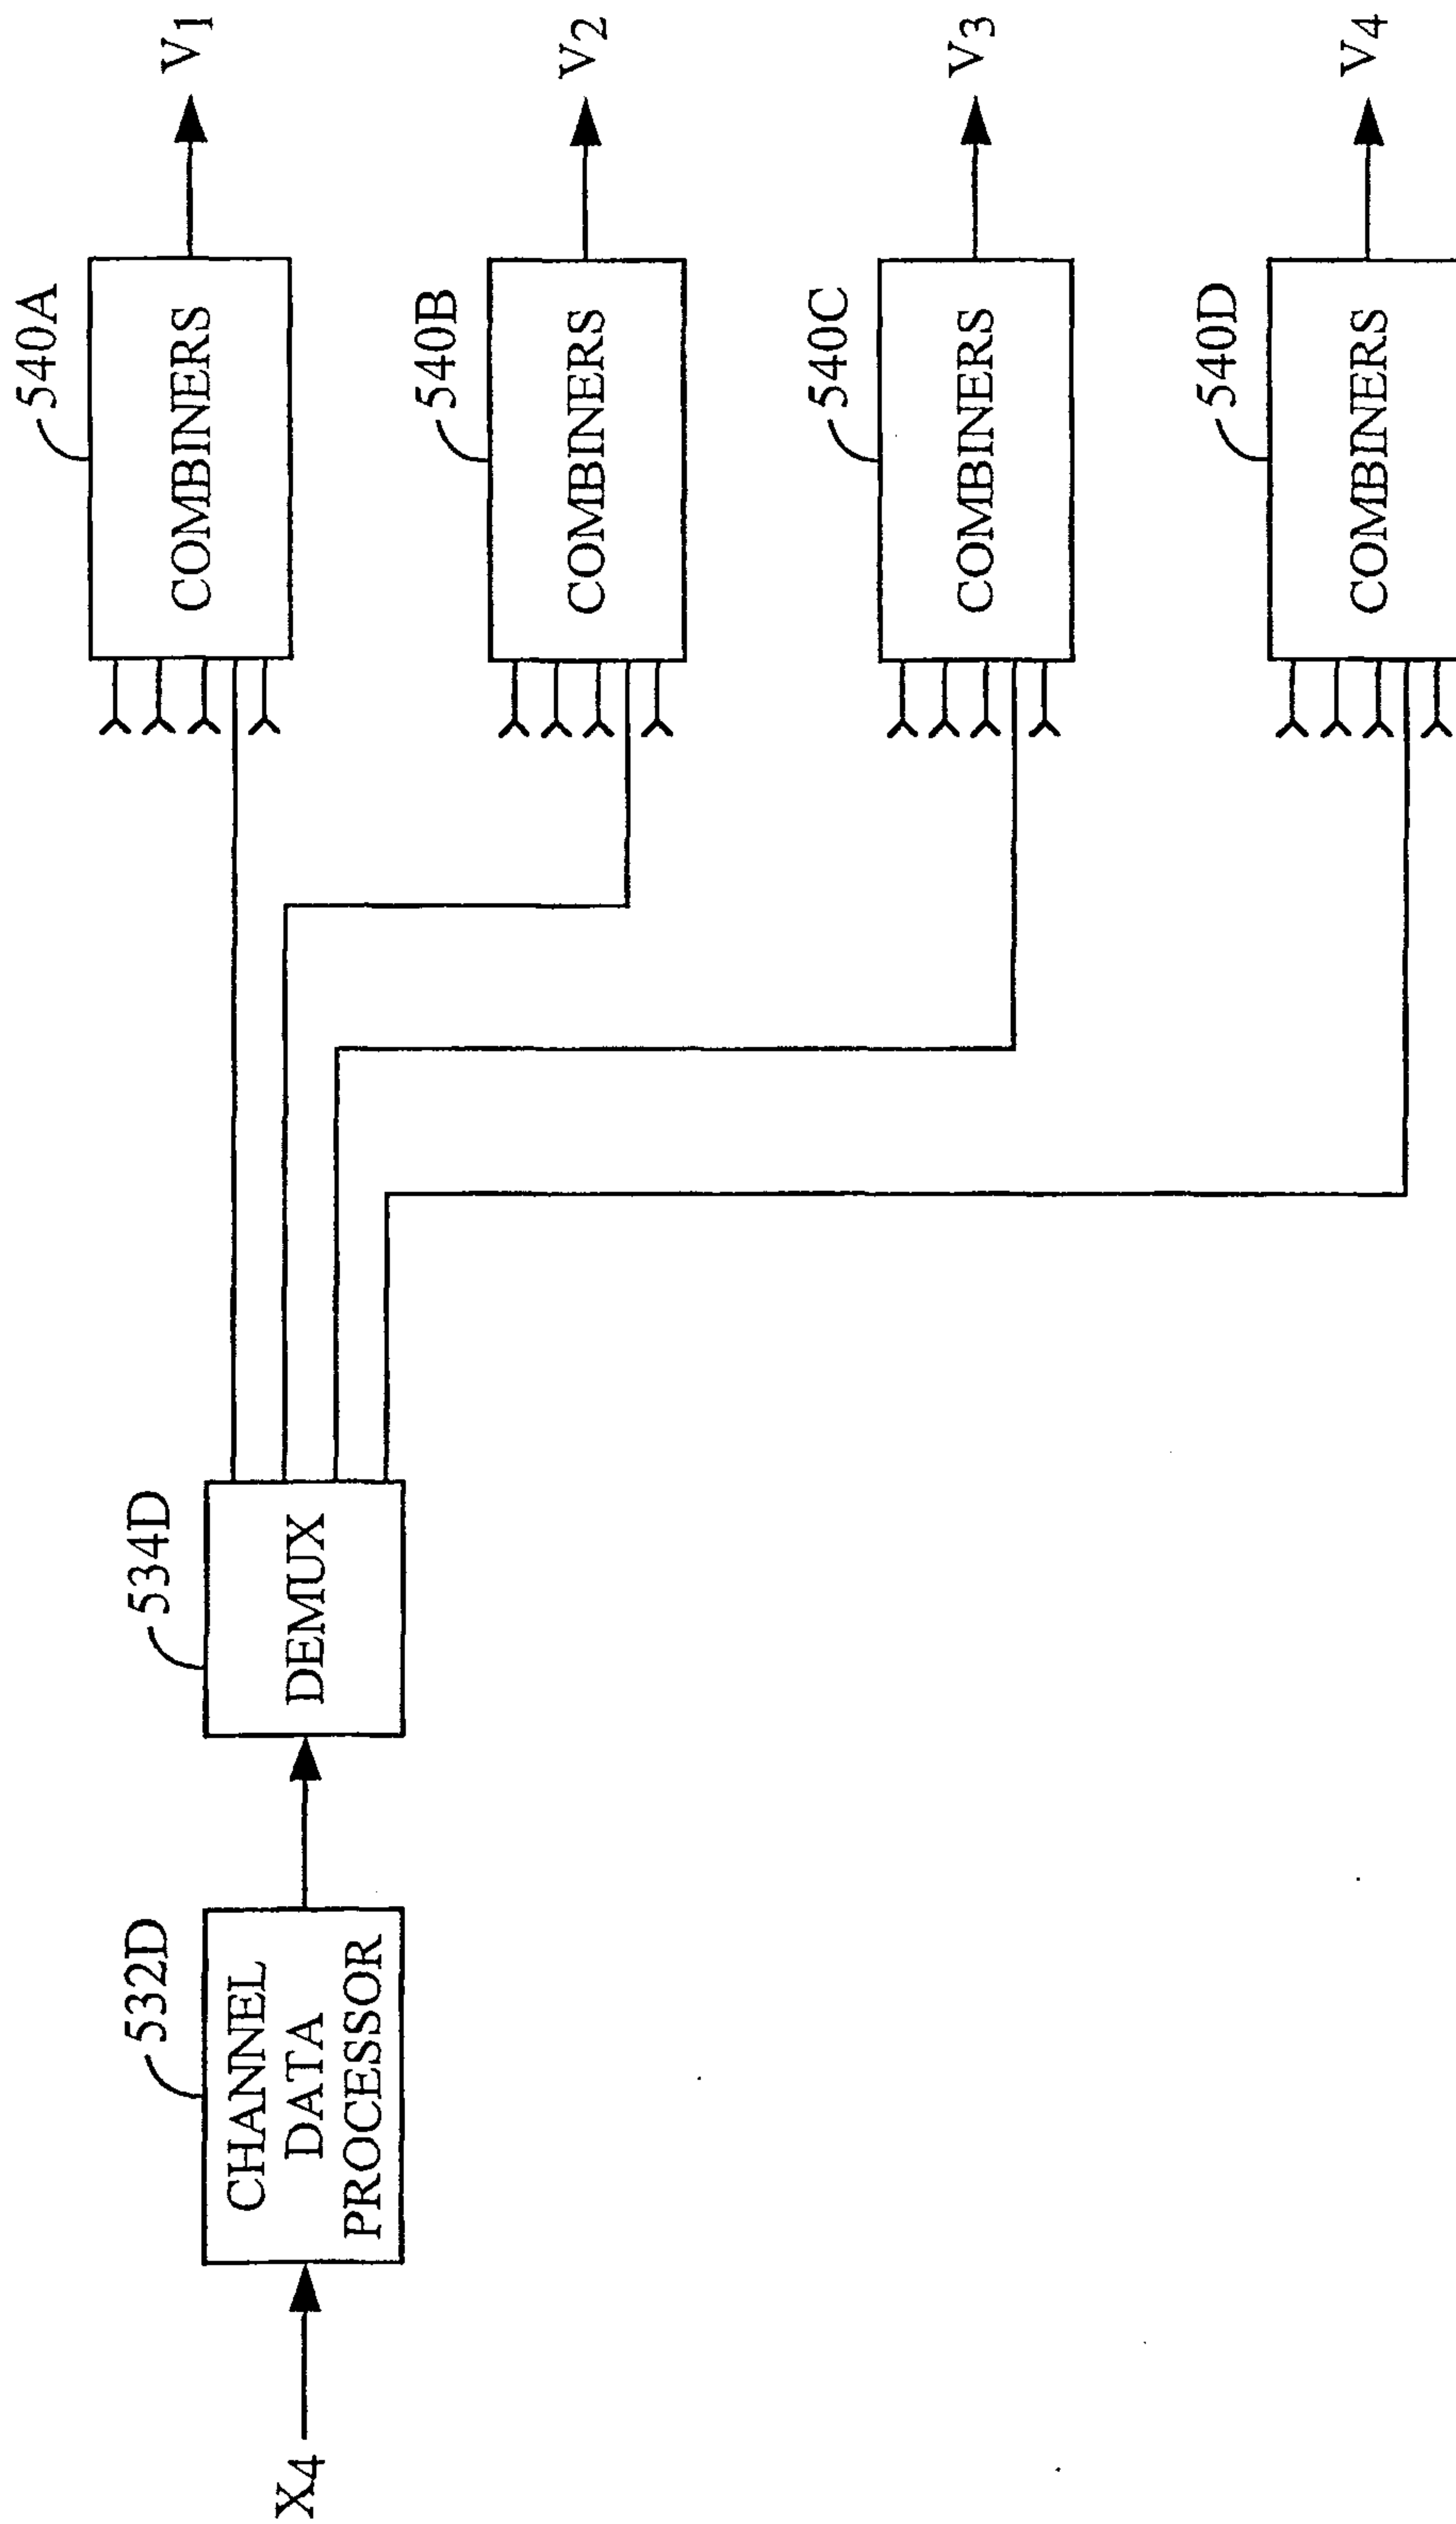 X4
532D
CHANNEL
DATA
PROCESSOR
534D
DEMUX
540A
COMBINERS
V1
540B
COMBINERS
V2
540C
COMBINERS
V3
540D
COMBINERS
V4